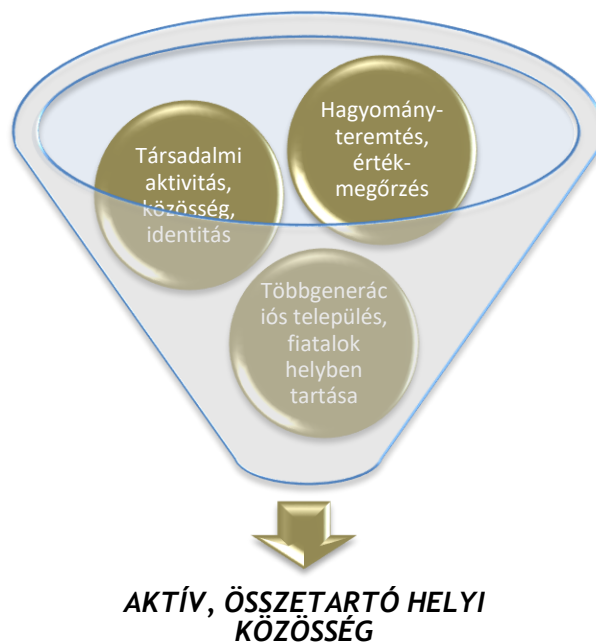 Hagyomány-
teremtés,
érték-
megőrzés
Társadalmi
aktivitás,
közösség,
identitás
Többgenerác
iós település,
fiatalok
helyben
tartása
AKTÍV, ÖSSZETARTÓ HELYI
KÖZÖSSÉG